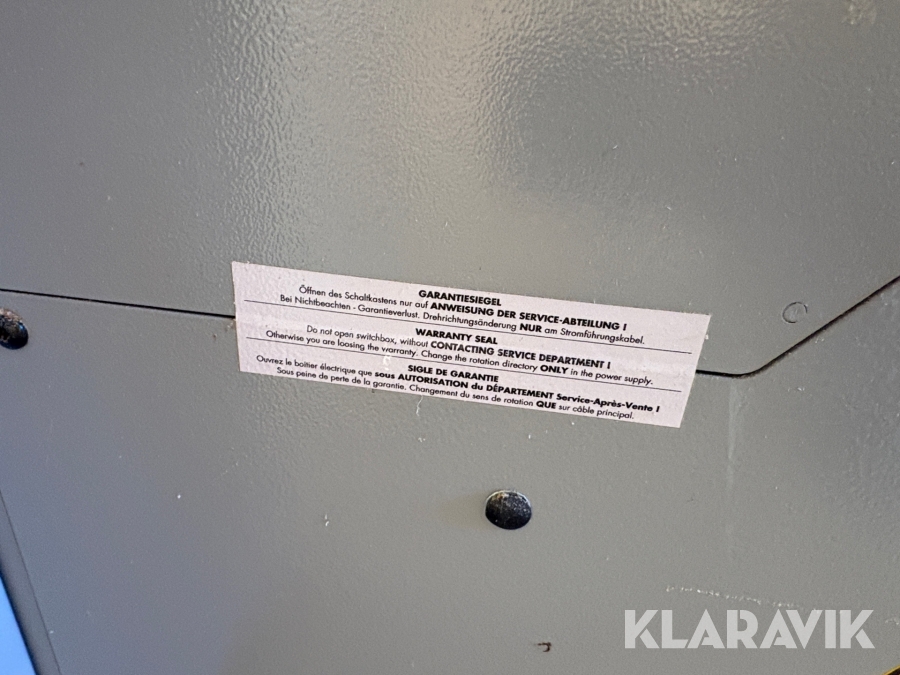 GARANTIESIEGEL
Öffnen des Schaltkastens nur auf ANWEISUNG DER SERVICE-ABTEILUNG !
Bei Nichtbeachten - Garantieverlust. Drehrichtungsänderung NUR am Stromführungskabel.
WARRANTY SEAL
Do not open switchbox, without CONTACTING SERVICE DEPARTMENT !
Otherwise you are loosing the warranty. Change the rotation directory ONLY in the power supply.
SIGLE DE GARANTIE
Ouvrez le boîtier électrique que sous AUTORISATION du DÉPARTEMENT Service-Après-Vente !
Sous peine de perte de la garantie. Changement du sens de rotation QUE sur câble principal.
KLARAVIK